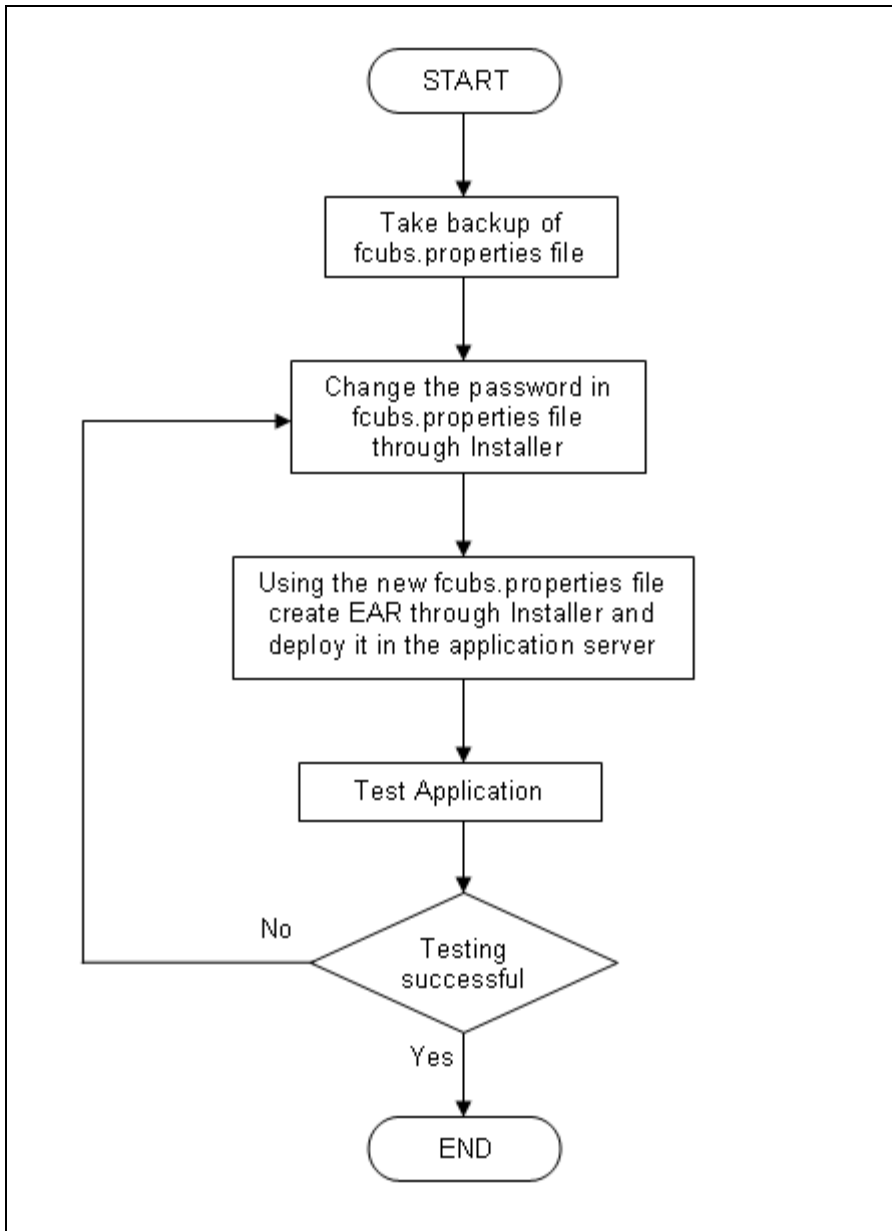 START
Take backup of
fcubs.properties file
Change the password in
fcubs.properties file
through Installer
Using the new fcubs.properties file
create EAR through Installer and
deploy it in the application server
Test Application
No
Testing
successful
Yes
END